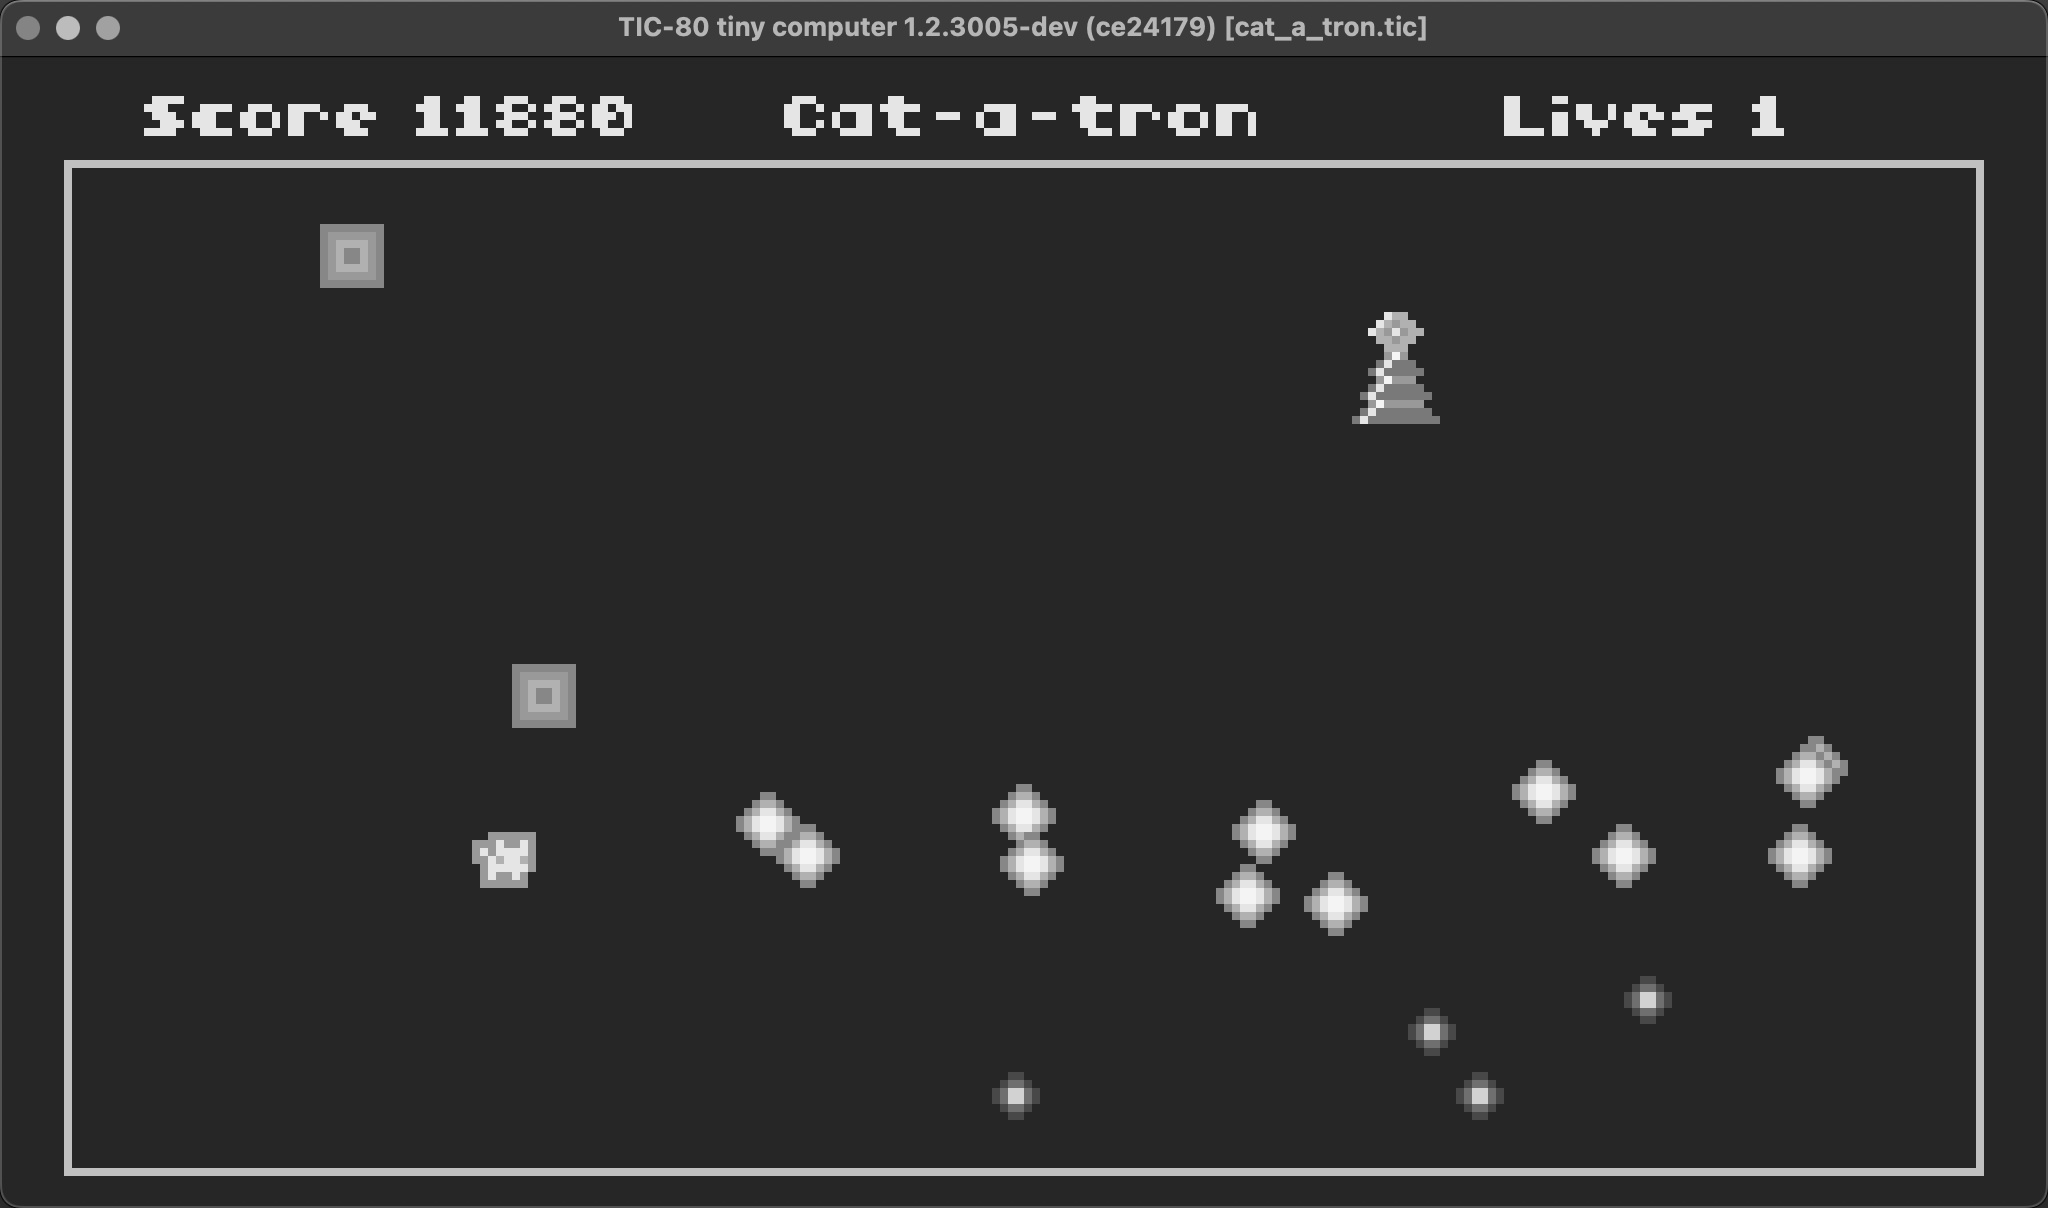 TIC-80 tiny computer 1.2.3005-dev (ce24179) [cat_a_tron.tic]
Score 11880 Cat-a-tron Lives 1